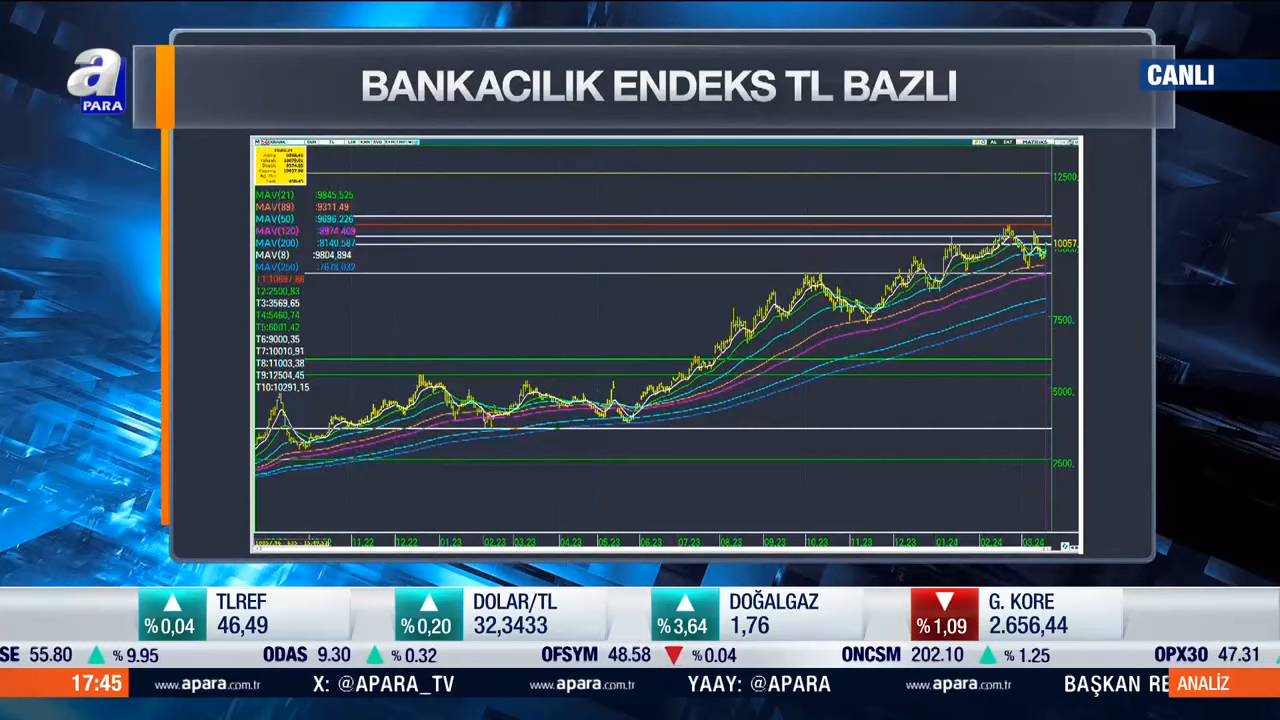 a
PARA
BANKACILIK ENDEKS TL BAZLI
CANLI
MAV(21) :9845,525
MAV(89) :9311,49
MAV(50) :9696,226
MAV(120) :8974,409
MAV(200) :8140,587
MAV(8) :9804,894
MAV(250) :7678,032
T1:10697,86
T2:2500,83
T3:3569,65
T4:5460,74
T5:6001,42
T6:9000,35
T7:10010,91
T8:11003,38
T9:12504,45
T10:10291,15
12500,
10057,
7500,
5000,
2500,
11.22 12.22 01.23 02.23 03.23 04.23 05.23 06.23 07.23 08.23 09.23 10.23 11.23 12.23 01.24 02.24 03.24
% 0,04 TLREF 46,49
% 0,20 DOLAR/TL 32,3433
% 3,64 DOĞALGAZ 1,76
% 1,09 G. KORE 2.656,44
SE 55.80 % 9.95 ODAS 9.30 % 0.32 OFSYM 48.58 % 0.04 ONCSM 202.10 % 1.25 OPX30 47.31
17:45 www.apara.com.tr X: @APARA_TV www.apara.com.tr YAAY: @APARA www.apara.com.tr BAŞKAN RE ANALİZ